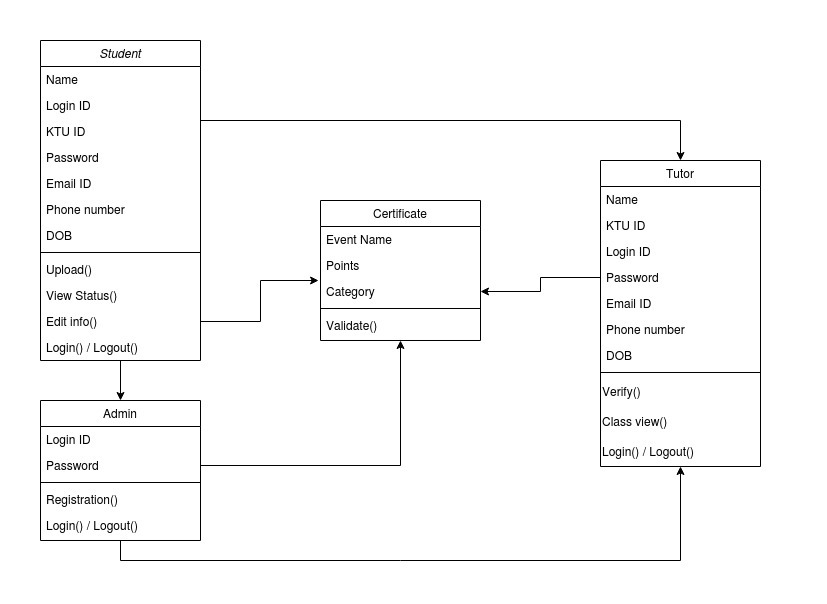 Student
Name
Login ID
KTU ID
Password
Email ID
Phone number
DOB
Upload()
View Status()
Edit info()
Login() / Logout()
Certificate
Event Name
Points
Category
Validate()
Tutor
Name
KTU ID
Login ID
Password
Email ID
Phone number
DOB
Verify()
Class view()
Login() / Logout()
Admin
Login ID
Password
Registration()
Login() / Logout()